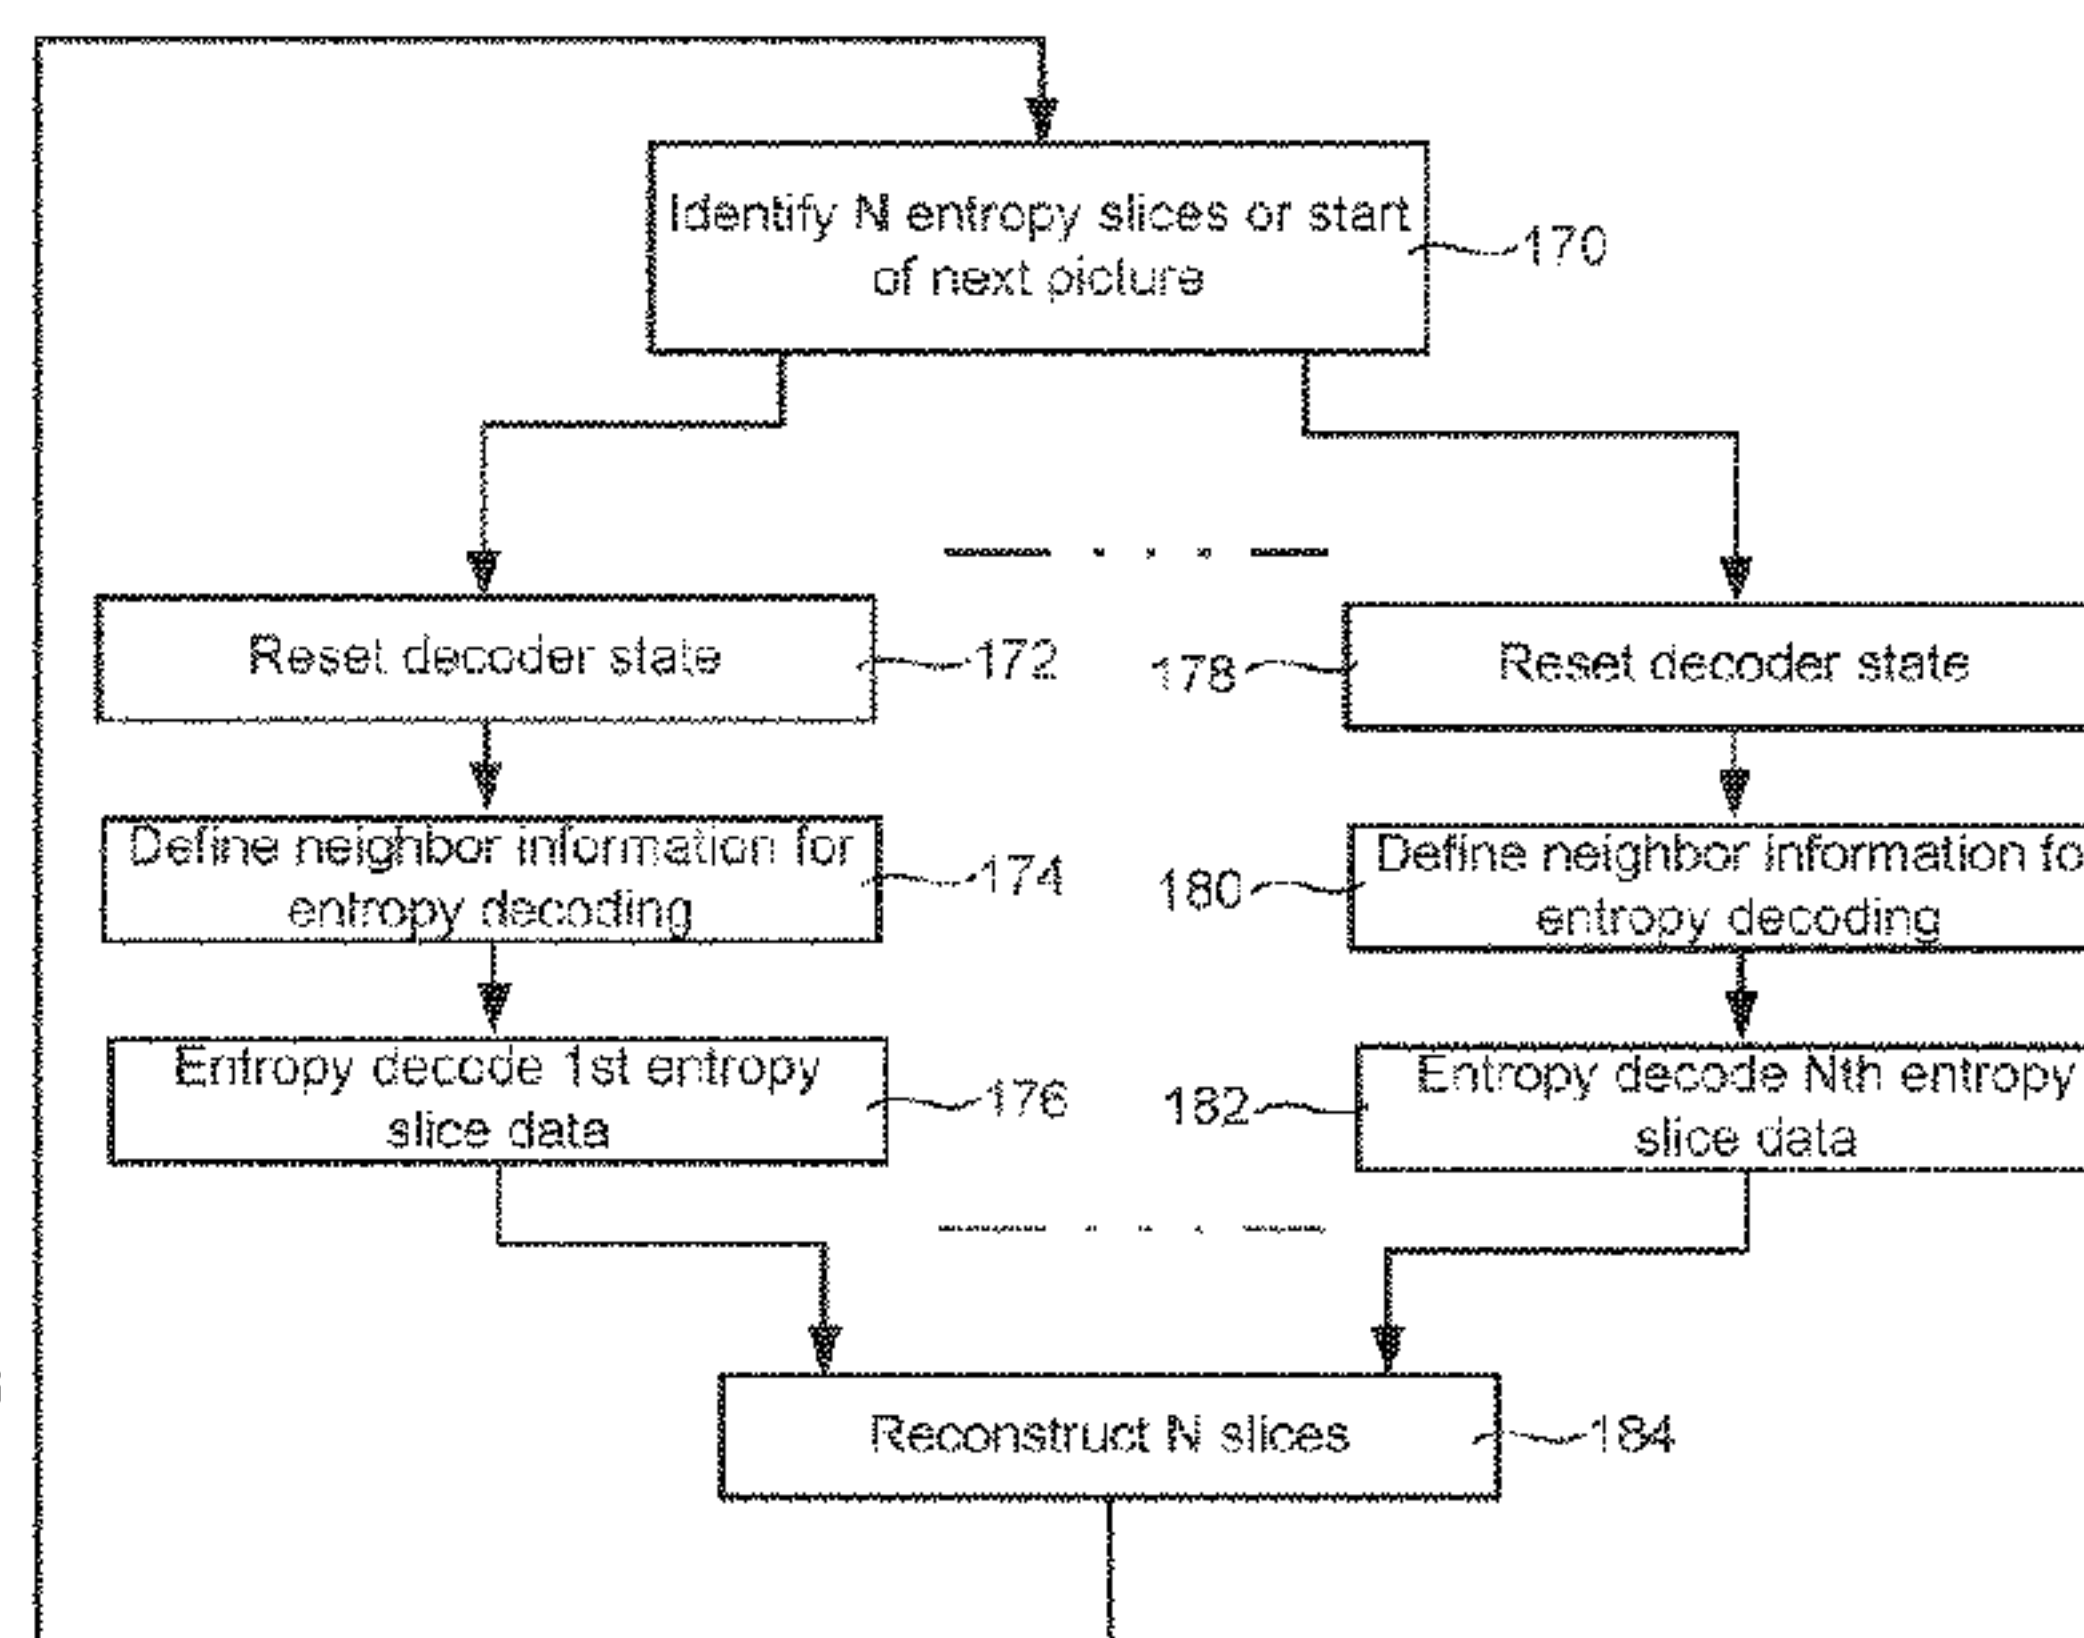 Identify N entropy slices or start
of next picture
170
Reset decoder state
172
178
Reset decoder state
Define neighbor information for
entropy decoding
174
180
Define neighbor information fo
entropy decoding
Entropy decode 1st entropy
slice data
176
182
Entropy decode Nth entropy
slice data
Reconstruct N slices
184